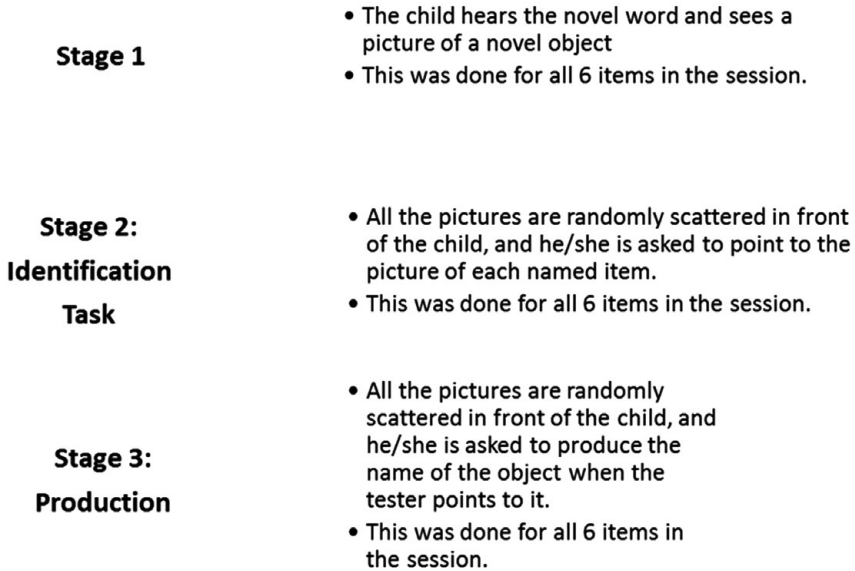 Stage 1
• The child hears the novel word and sees a
picture of a novel object
• This was done for all 6 items in the session.
Stage 2:
Identification
Task
• All the pictures are randomly scattered in front
of the child, and he/she is asked to point to the
picture of each named item.
• This was done for all 6 items in the session.
Stage 3:
Production
• All the pictures are randomly
scattered in front of the child, and
he/she is asked to produce the
name of the object when the
tester points to it.
• This was done for all 6 items in
the session.